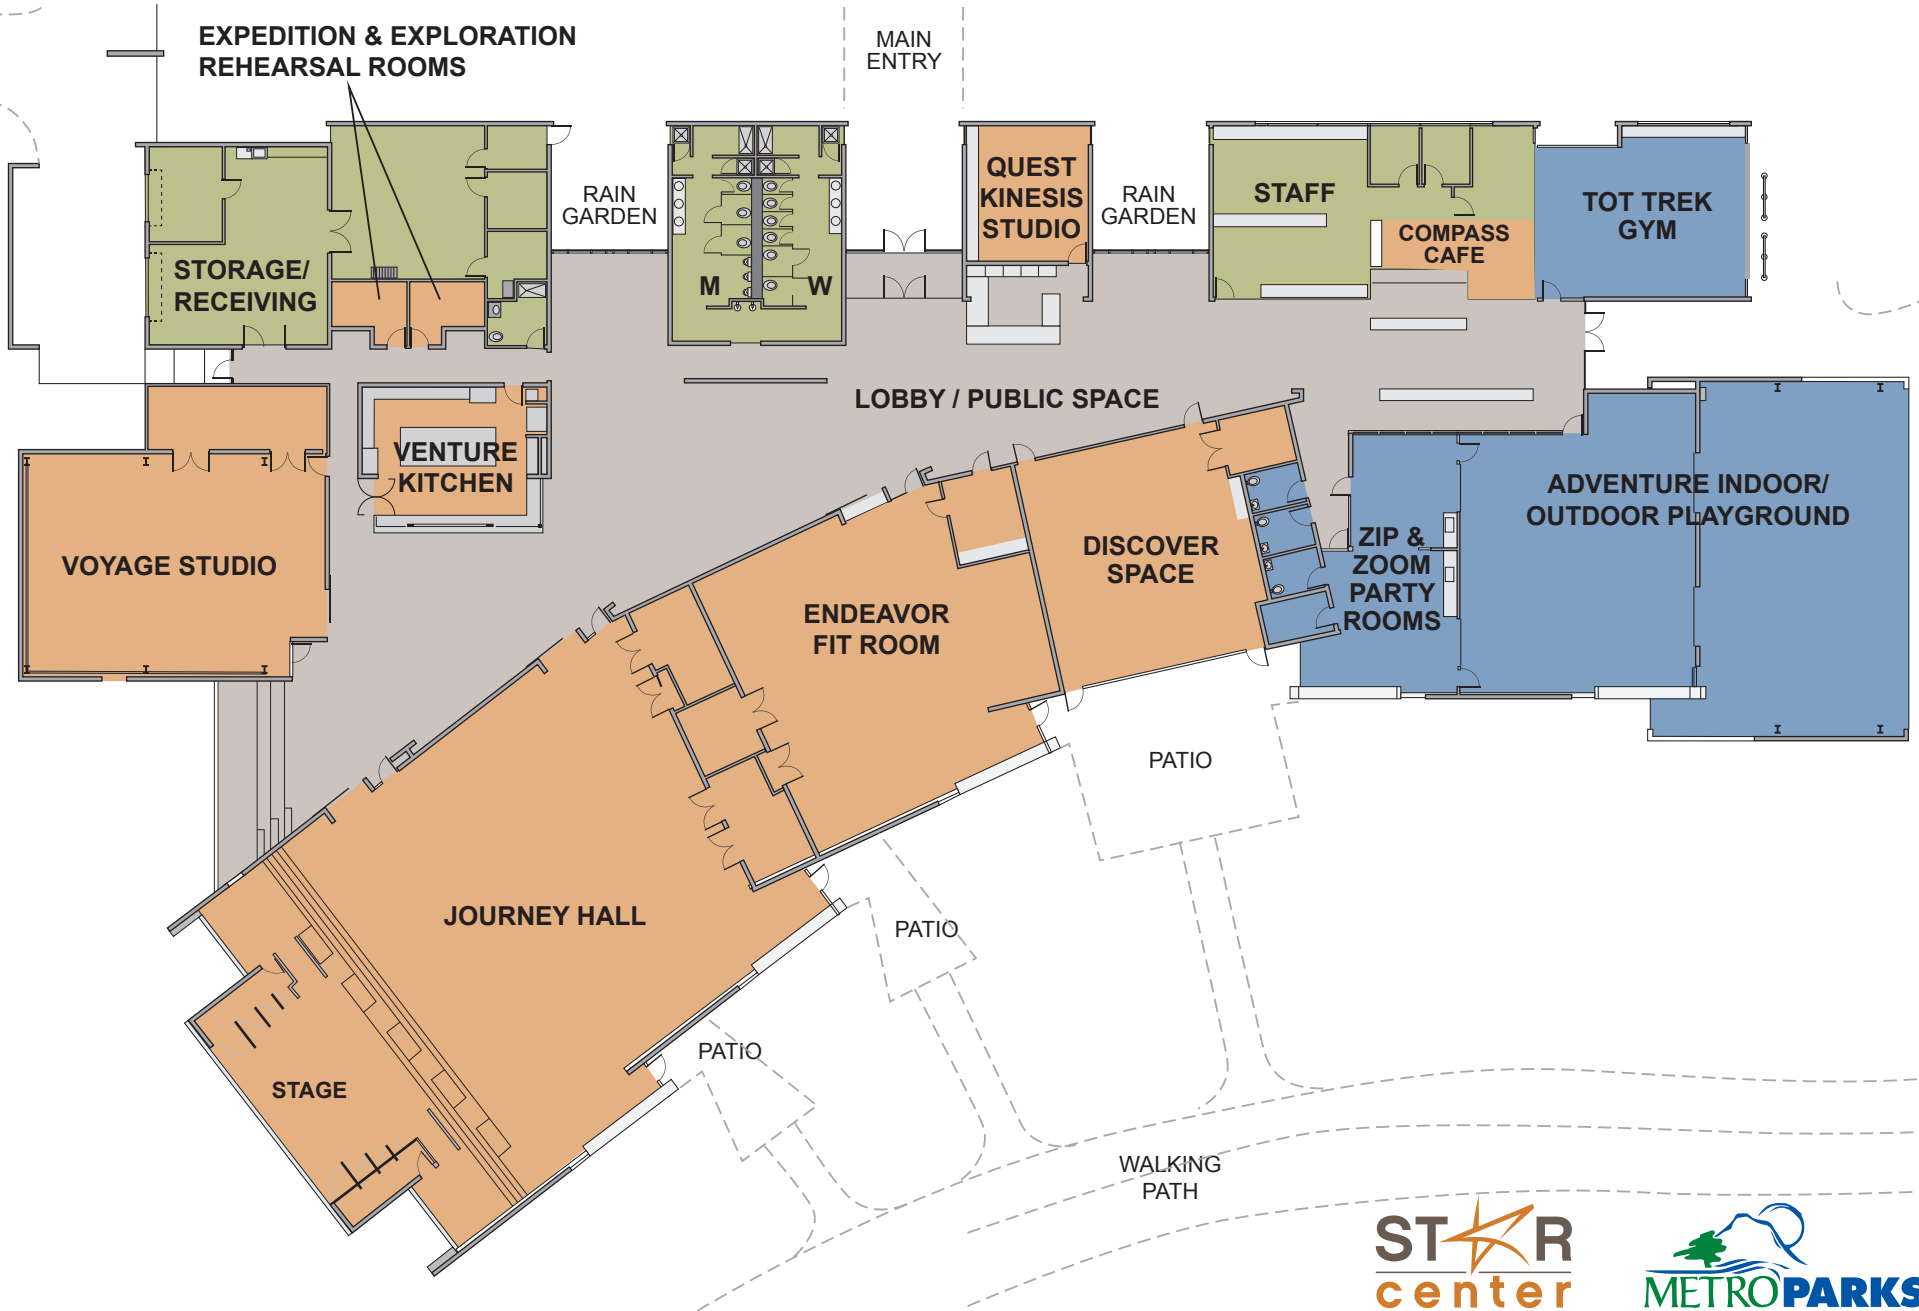 EXPEDITION & EXPLORATION
REHEARSAL ROOMS
MAIN
ENTRY
RAIN
GARDEN
QUEST
KINESIS
STUDIO
RAIN
GARDEN
STAFF
COMPASS
CAFE
TOT TREK
GYM
STORAGE/
RECEIVING
M
W
LOBBY / PUBLIC SPACE
VENTURE
KITCHEN
VOYAGE STUDIO
ADVENTURE INDOOR/
OUTDOOR PLAYGROUND
ZIP &
ZOOM
PARTY
ROOMS
DISCOVER
SPACE
ENDEAVOR
FIT ROOM
PATIO
JOURNEY HALL
PATIO
PATIO
STAGE
WALKING
PATH
STAR
center
METROPARKS